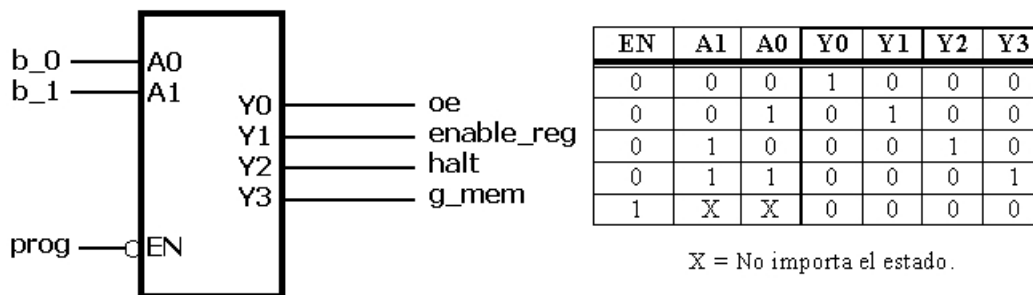 b_0 A0
b_1 A1
Y0 oe
Y1 enable_reg
Y2 halt
Y3 g_mem
prog EN
EN A1 A0 Y0 Y1 Y2 Y3
0 0 0 1 0 0 0
0 0 1 0 1 0 0
0 1 0 0 0 1 0
0 1 1 0 0 0 1
1 X X 0 0 0 0
X = No importa el estado.